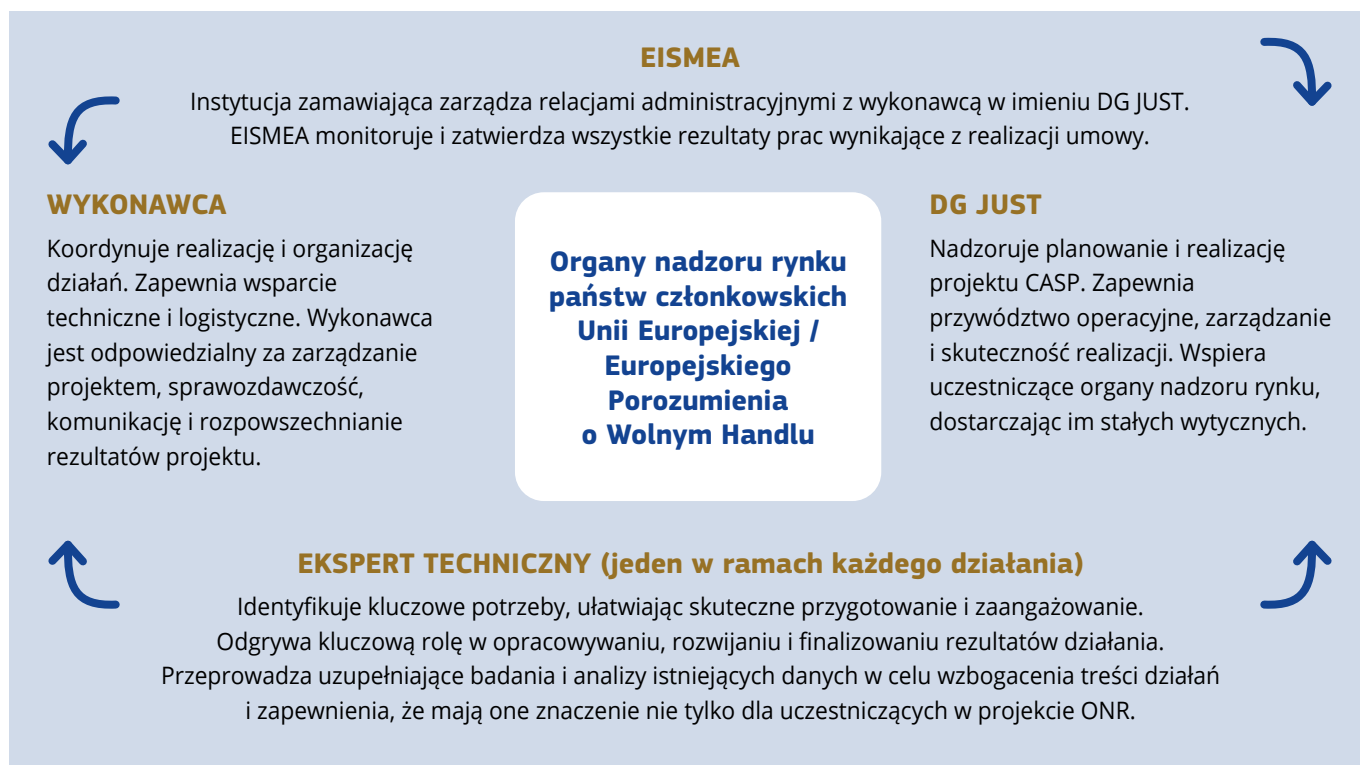 EISMEA
Instytucja zamawiająca zarządza relacjami administracyjnymi z wykonawcą w imieniu DG JUST.
EISMEA monitoruje i zatwierdza wszystkie rezultaty prac wynikające z realizacji umowy.
WYKONAWCA
Koordynuje realizację i organizację
działań. Zapewnia wsparcie
techniczne i logistyczne. Wykonawca
jest odpowiedzialny za zarządzanie
projektem, sprawozdawczość,
komunikację i rozpowszechnianie
rezultatów projektu.
Organy nadzoru rynku
państw członkowskich
Unii Europejskiej /
Europejskiego
Porozumienia
o Wolnym Handlu
DG JUST
Nadzoruje planowanie i realizację
projektu CASP. Zapewnia
przywództwo operacyjne, zarządzanie
i skuteczność realizacji. Wspiera
uczestniczące organy nadzoru rynku,
dostarczając im stałych wytycznych.
EKSPERT TECHNICZNY (jeden w ramach każdego działania)
Identyfikuje kluczowe potrzeby, ułatwiając skuteczne przygotowanie i zaangażowanie.
Odgrywa kluczową rolę w opracowywaniu, rozwijaniu i finalizowaniu rezultatów działania.
Przeprowadza uzupełniające badania i analizy istniejących danych w celu wzbogacenia treści działań
i zapewnienia, że mają one znaczenie nie tylko dla uczestniczących w projekcie ONR.